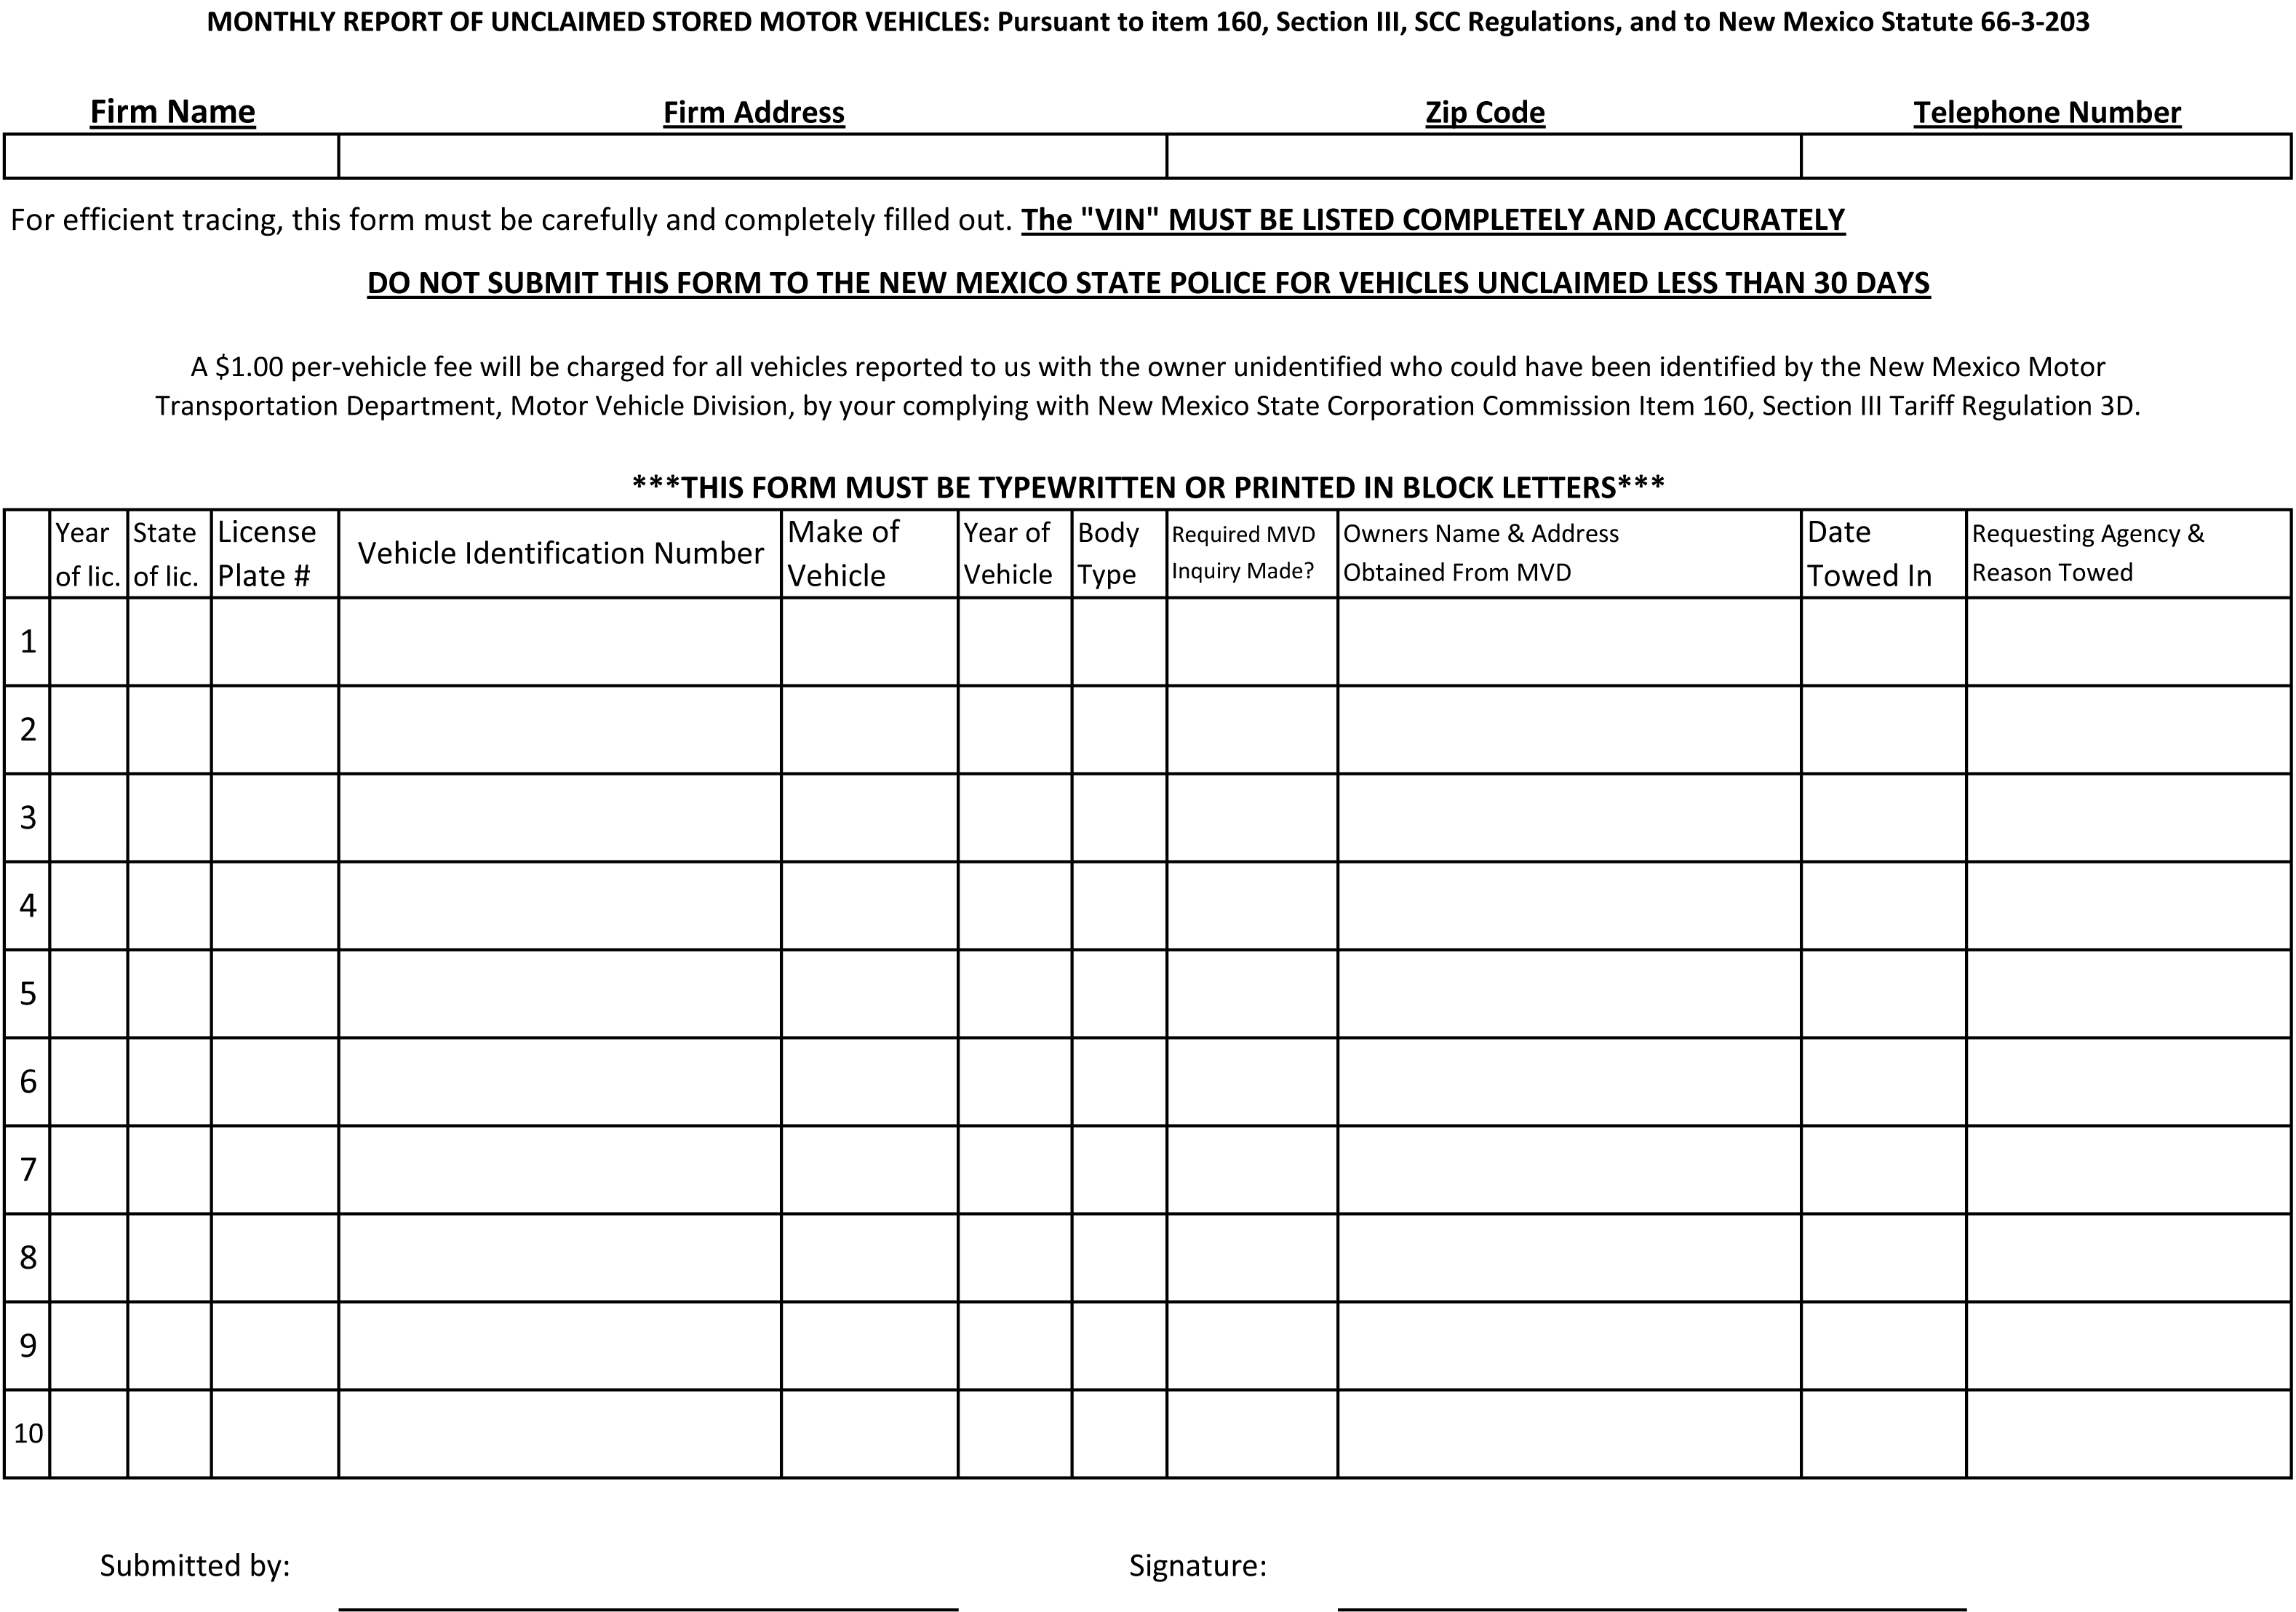 MONTHLY REPORT OF UNCLAIMED STORED MOTOR VEHICLES: Pursuant to item 160, Section III, SCC Regulations, and to New Mexico Statute 66-3-203
Firm Name Firm Address Zip Code Telephone Number
For efficient tracing, this form must be carefully and completely filled out. The "VIN" MUST BE LISTED COMPLETELY AND ACCURATELY
DO NOT SUBMIT THIS FORM TO THE NEW MEXICO STATE POLICE FOR VEHICLES UNCLAIMED LESS THAN 30 DAYS
A $1.00 per-vehicle fee will be charged for all vehicles reported to us with the owner unidentified who could have been identified by the New Mexico Motor
Transportation Department, Motor Vehicle Division, by your complying with New Mexico State Corporation Commission Item 160, Section III Tariff Regulation 3D.
***THIS FORM MUST BE TYPEWRITTEN OR PRINTED IN BLOCK LETTERS***
Year
of lic.
State
of lic.
License
Plate #
Vehicle Identification Number
Make of
Vehicle
Year of
Vehicle
Body
Type
Required MVD
Inquiry Made?
Owners Name & Address
Obtained From MVD
Date
Towed In
Requesting Agency &
Reason Towed
1
2
3
4
5
6
7
8
9
10
Submitted by: Signature: